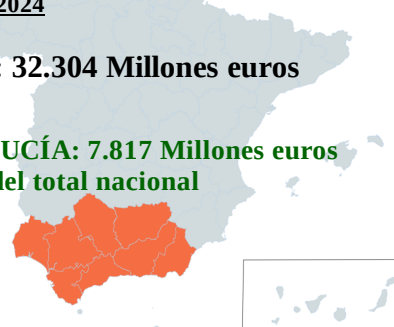 2024
: 32.304 Millones euros
UCÍA: 7.817 Millones euros
del total nacional